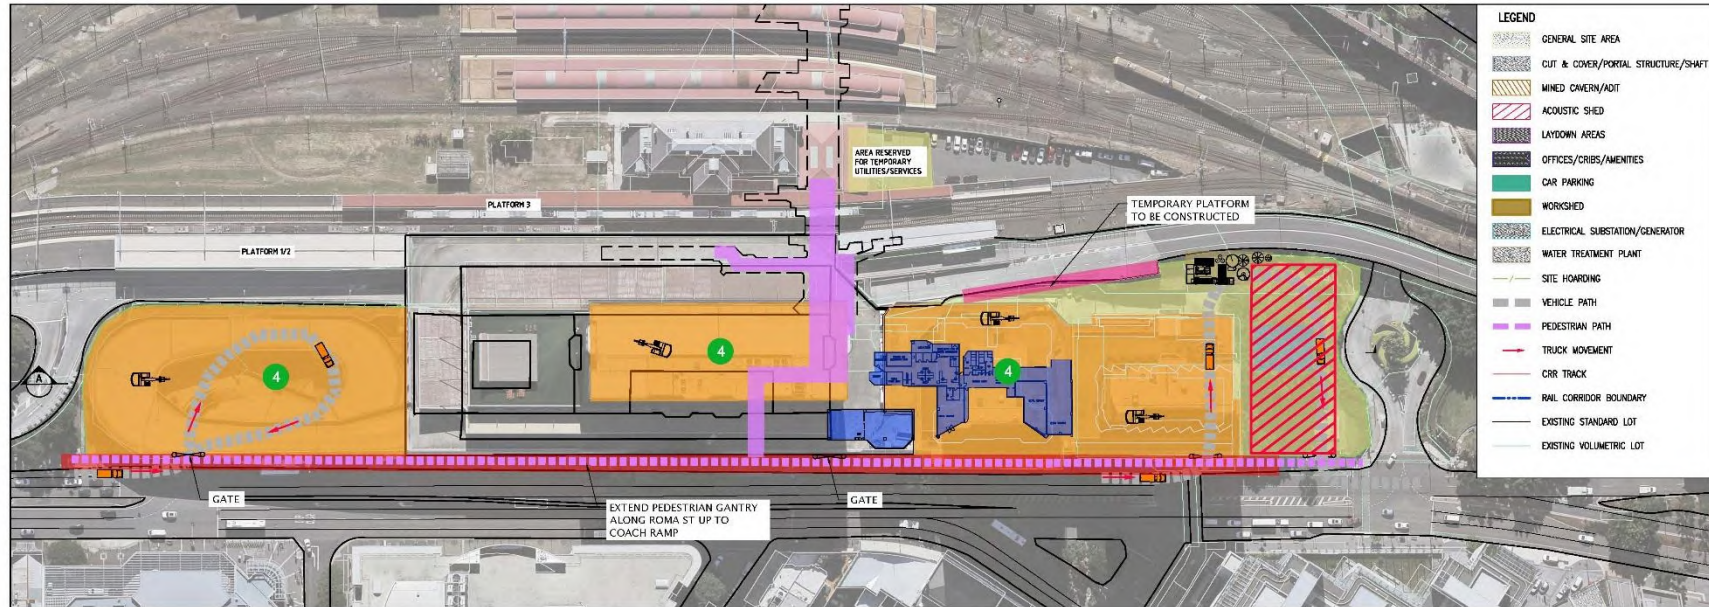 LEGEND
GENERAL SITE AREA
CUT & COVER/PORTAL STRUCTURE/SHAFT
MINED CAVERN/ADIT
ACOUSTIC SHED
LAYDOWN AREAS
OFFICES/CRIBS/AMENITIES
CAR PARKING
WORKSHED
ELECTRICAL SUBSTATION/GENERATOR
WATER TREATMENT PLANT
SITE HOARDING
VEHICLE PATH
PEDESTRIAN PATH
TRUCK MOVEMENT
CRR TRACK
RAIL CORRIDOR BOUNDARY
EXISTING STANDARD LOT
EXISTING VOLUMETRIC LOT
AREA RESERVED
FOR TEMPORARY
UTILITIES/SERVICES
PLATFORM 3
TEMPORARY PLATFORM
TO BE CONSTRUCTED
PLATFORM 1/2
4
4
4
A
GATE
EXTEND PEDESTRIAN GANTRY
ALONG ROMA ST UP TO
COACH RAMP
GATE